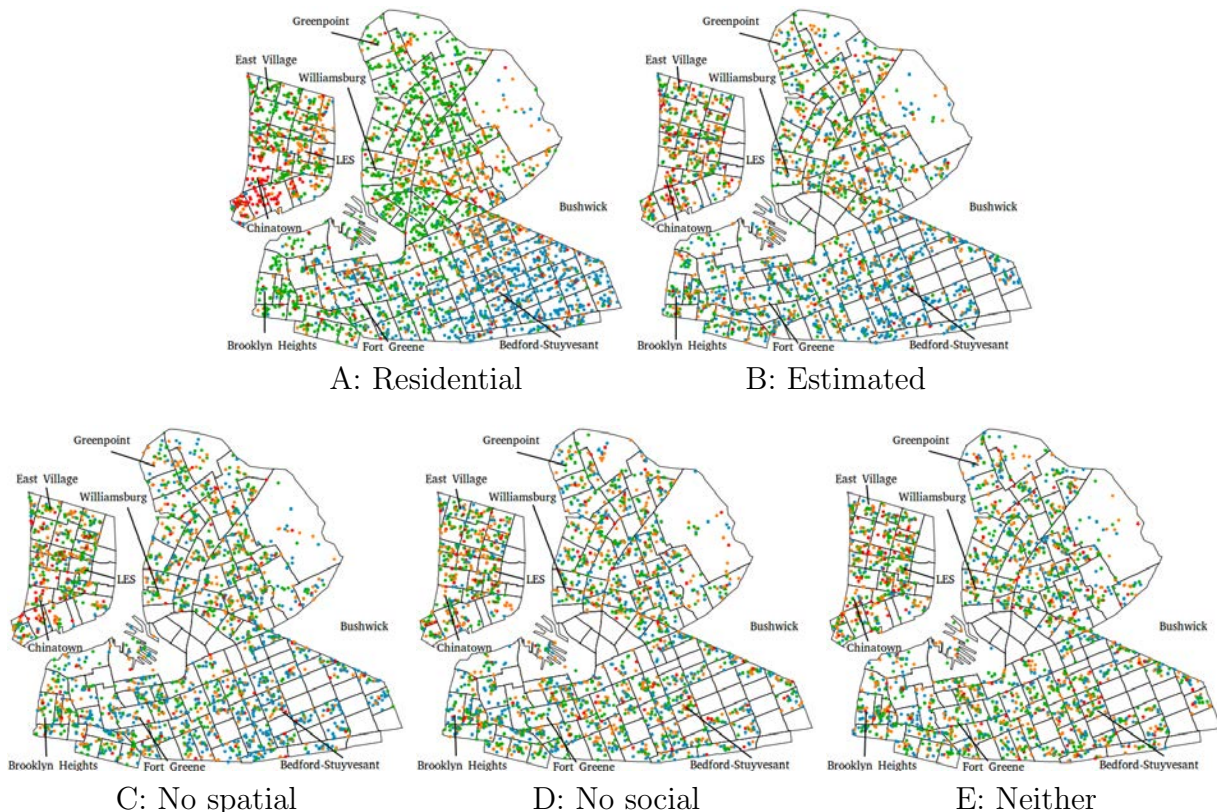 Greenpoint
East Village
Williamsburg
LES
Bushwick
Chinatown
Brooklyn Heights
Fort Greene
Bedford-Stuyvesant
A: Residential
Greenpoint
East Village
Williamsburg
LES
Bushwick
Chinatown
Brooklyn Heights
Fort Greene
Bedford-Stuyvesant
B: Estimated
Greenpoint
East Village
Williamsburg
LES
Bushwick
Chinatown
Brooklyn Heights
Fort Greene
Bedford-Stuyvesant
C: No spatial
Greenpoint
East Village
Williamsburg
LES
Bushwick
Chinatown
Brooklyn Heights
Fort Greene
Bedford-Stuyvesant
D: No social
Greenpoint
East Village
Williamsburg
LES
Bushwick
Chinatown
Brooklyn Heights
Fort Greene
Bedford-Stuyvesant
E: Neither